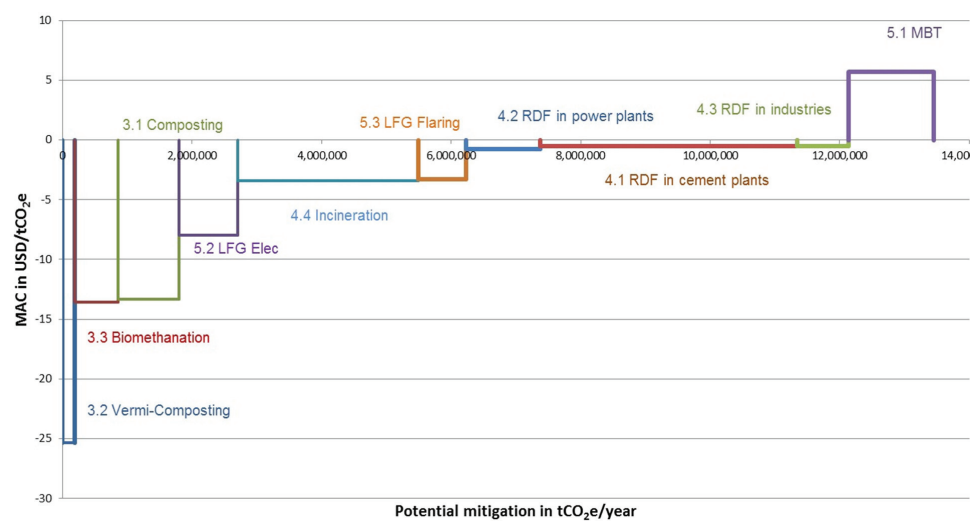 10
5.1 MBT
5
5.3 LFG Flaring
4.2 RDF in power plants
4.3 RDF in industries
3.1 Composting
0
0
2,000,000
4,000,000
6,000,000
8,000,000
10,000,000
12,000,000
14,000
4.1 RDF in cement plants
-5
4.4 Incineration
5.2 LFG Elec
-10
MAC in USD/tCO₂e
-15
3.3 Biomethanation
-20
3.2 Vermi-Composting
-25
-30
Potential mitigation in tCO₂e/year